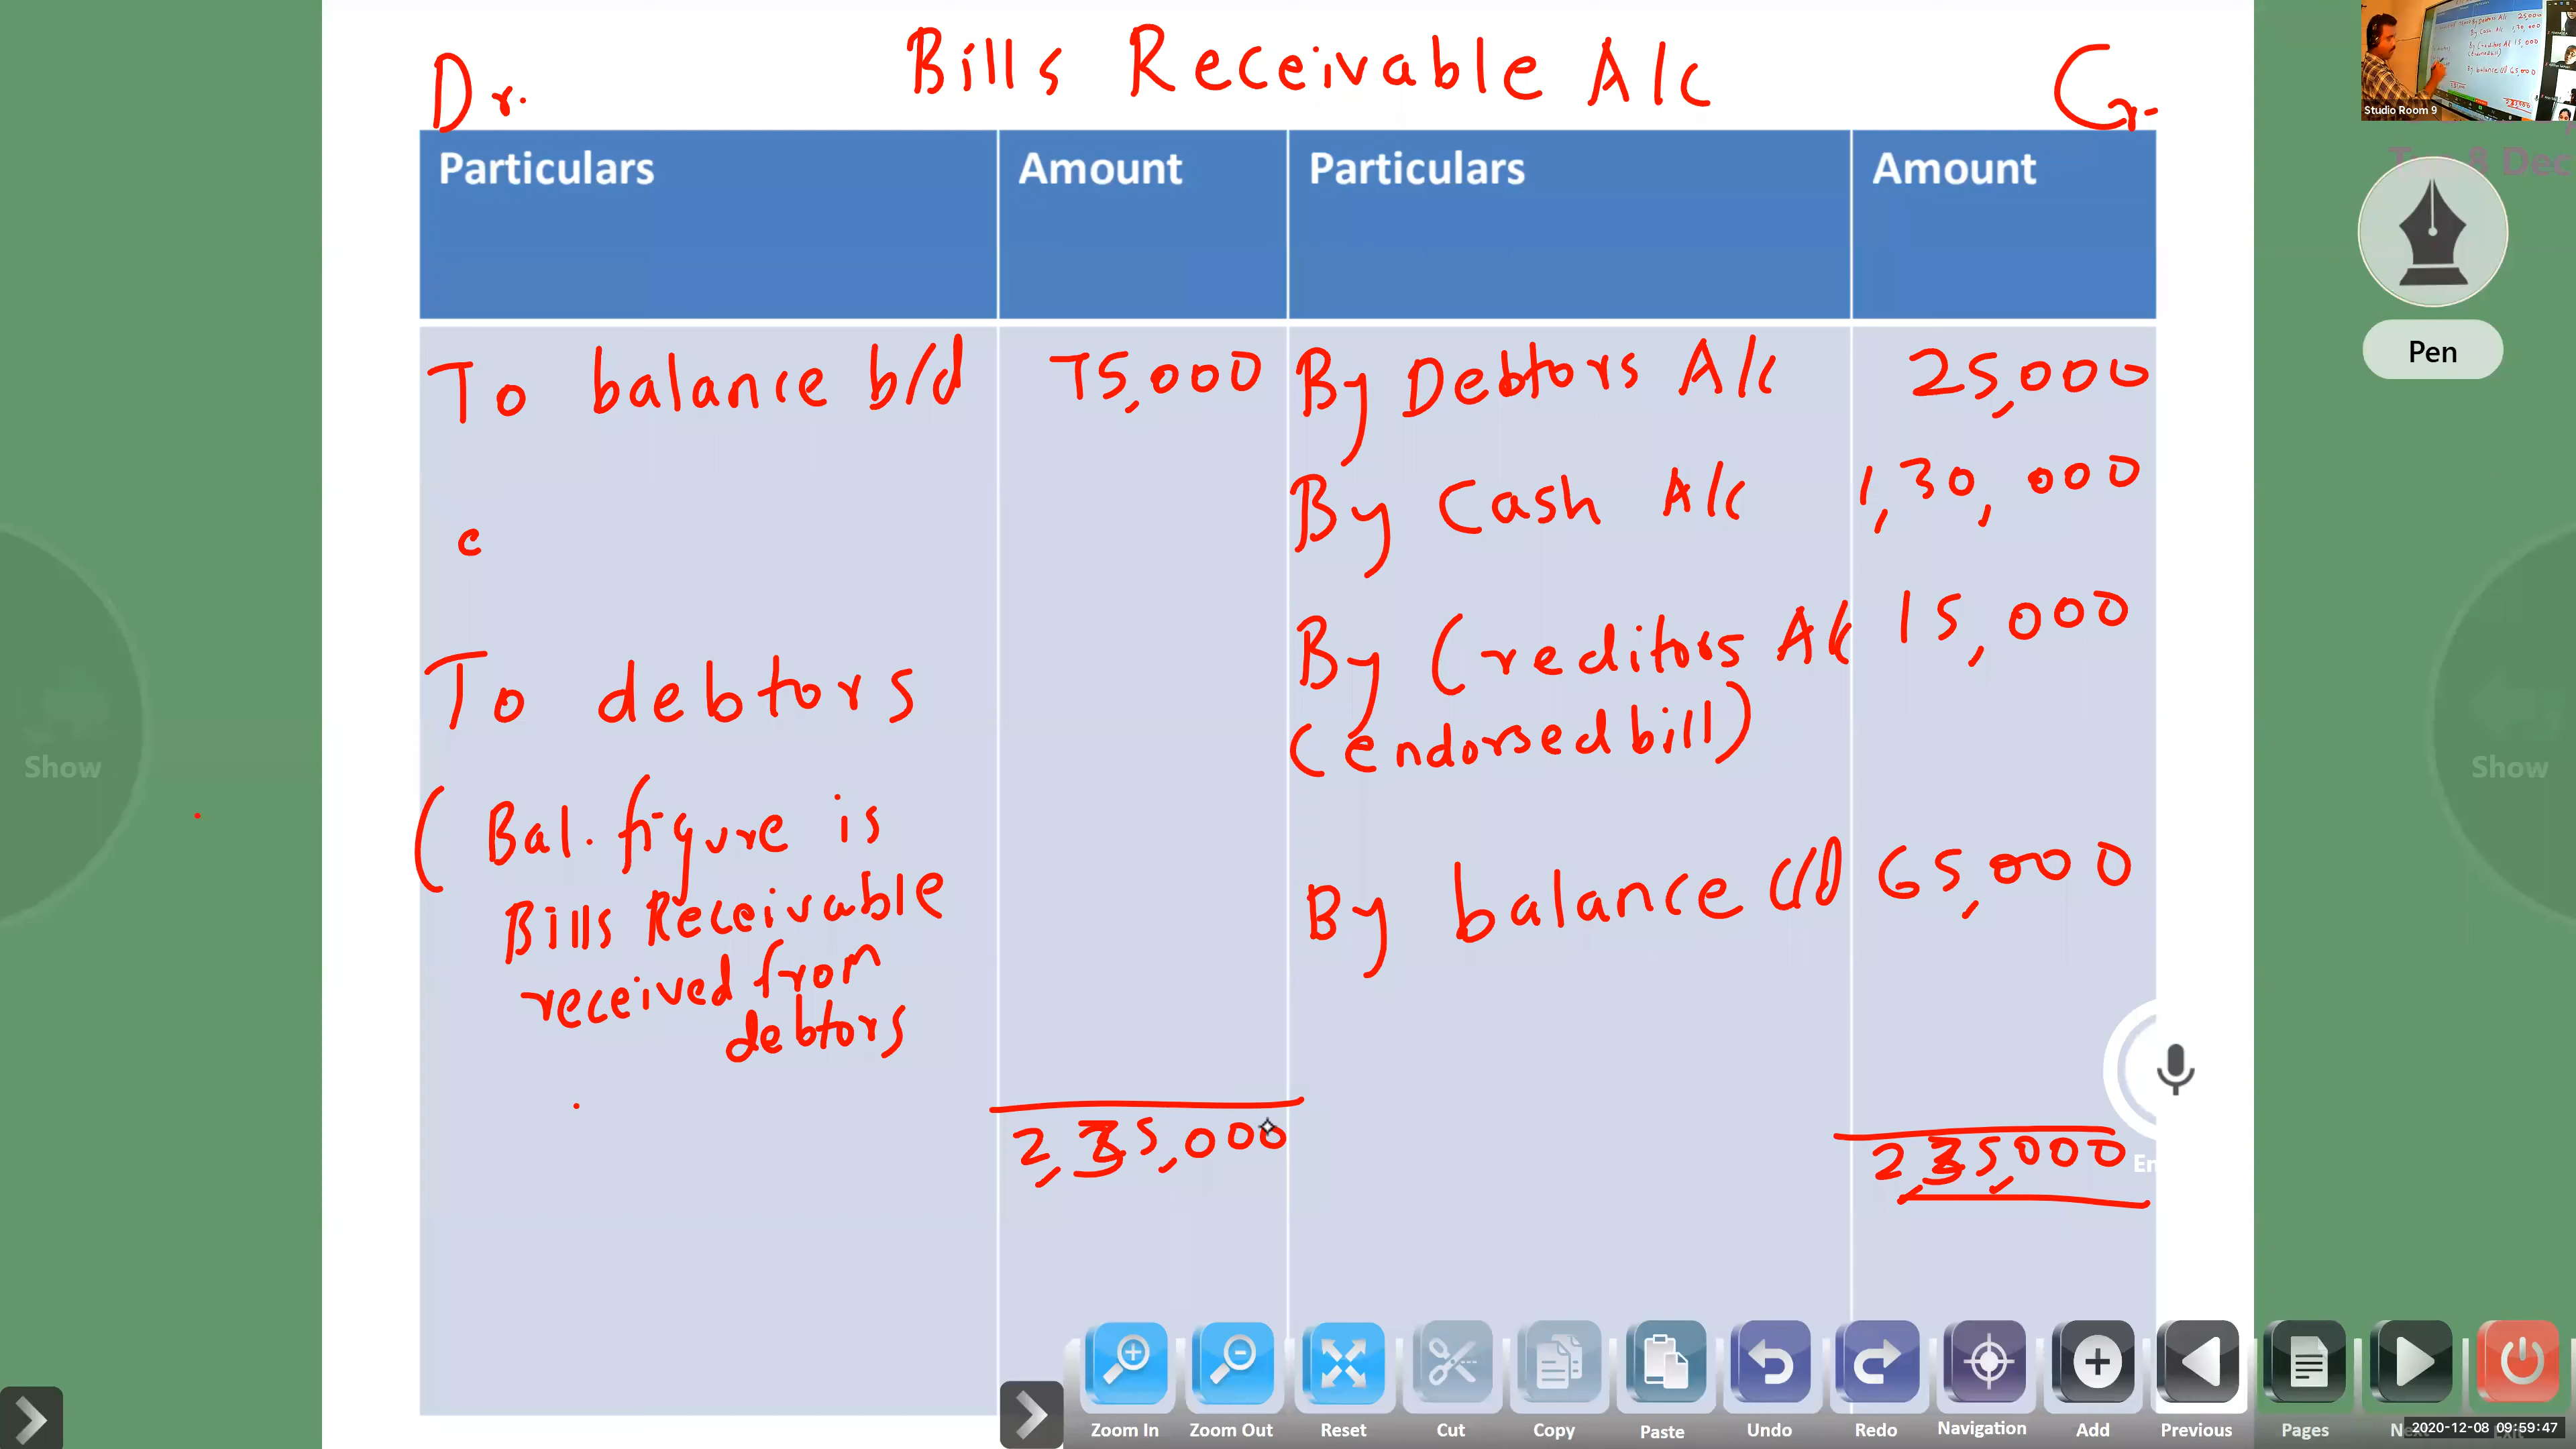 Dr. Bills Receivable A/c Cr.
Particulars Amount Particulars Amount
To balance b/d 75,000 By Debtors A/c 25,000
By Cash A/c 1,30,000
c
By Creditors A/c 15,000
To debtors
(endorsed bill)
( Bal. figure is
By balance c/d 65,000
Bills Receivable
received from
debtors
2,35,000 2,35,000
Studio Room 9
8 Dec
Pen
Show
Show
Zoom In Zoom Out Reset Cut Copy Paste Undo Redo Navigation Add Previous Pages
2020-12-08 09:59:47